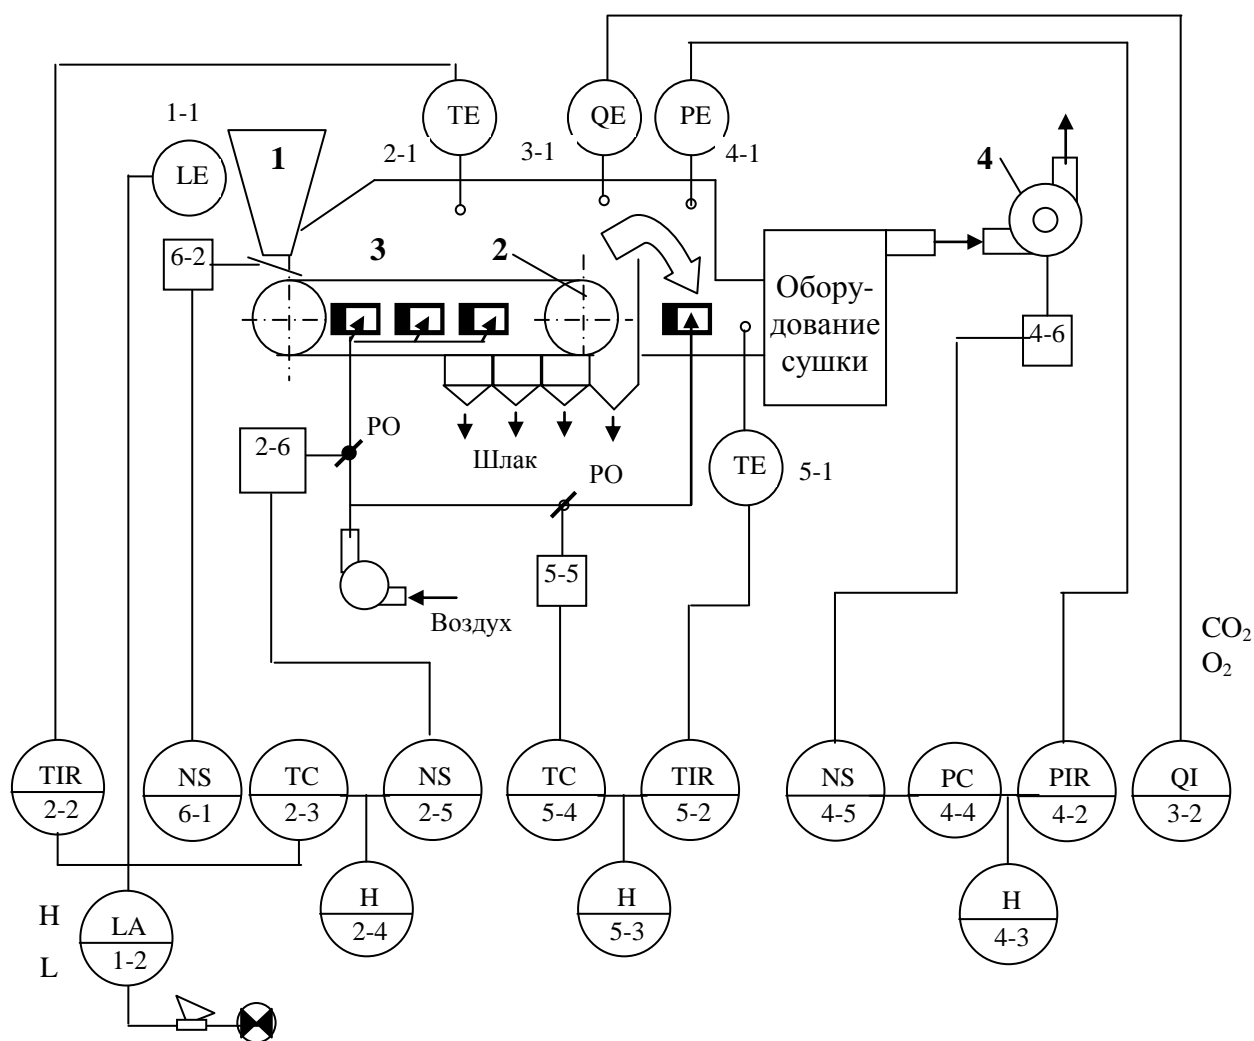 TE
QE
PE
1-1
1
2-1
3-1
4-1
4
LE
6-2
3
2
Обору-
дование
сушки
4-6
2-6
РО
Шлак
РО
TE
5-1
5-5
Воздух
CO₂
O₂
TIR
2-2
NS
6-1
TC
2-3
NS
2-5
TC
5-4
TIR
5-2
NS
4-5
PC
4-4
PIR
4-2
QI
3-2
H
L
LA
1-2
H
2-4
H
5-3
H
4-3